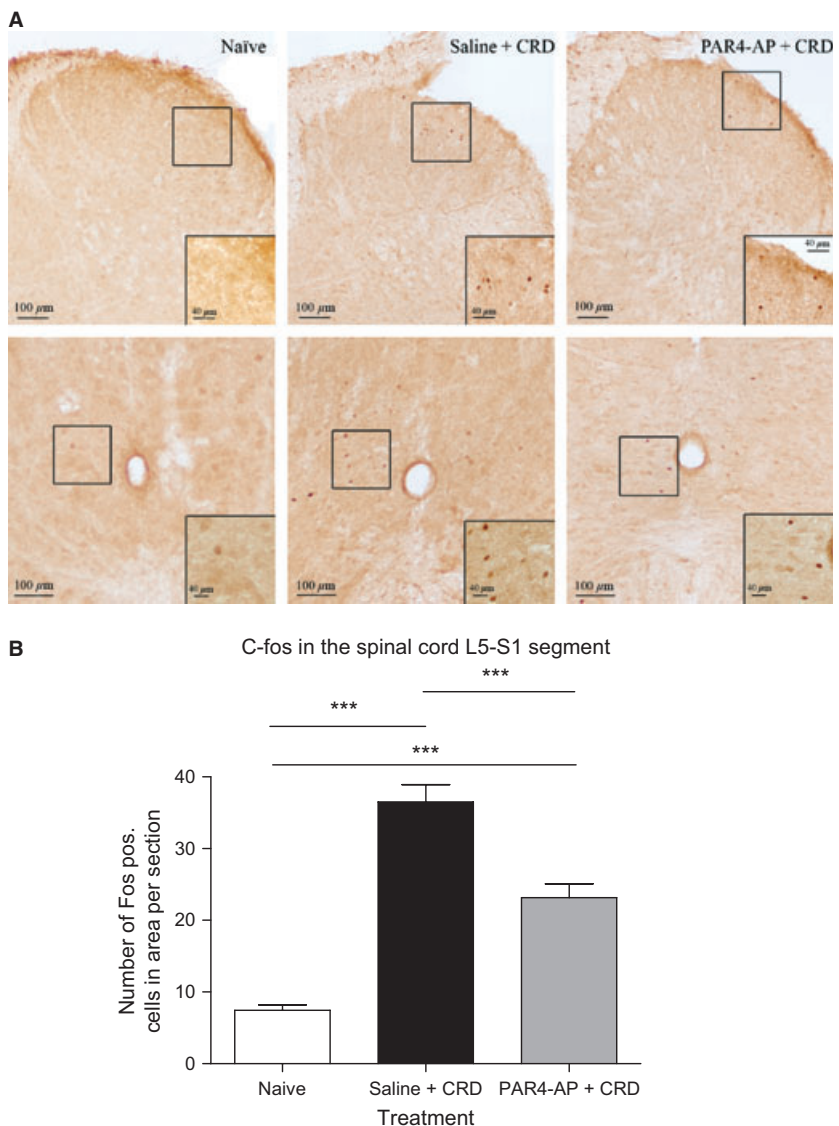 A
Naïve
Saline + CRD
PAR4-AP + CRD
40 µm
100 µm
40 µm
100 µm
40 µm
100 µm
100 µm
40 µm
100 µm
40 µm
100 µm
40 µm
B
C-fos in the spinal cord L5-S1 segment
***
***
***
40
30
20
10
0
Number of Fos pos.
cells in area per section
Naive
Saline + CRD
PAR4-AP + CRD
Treatment